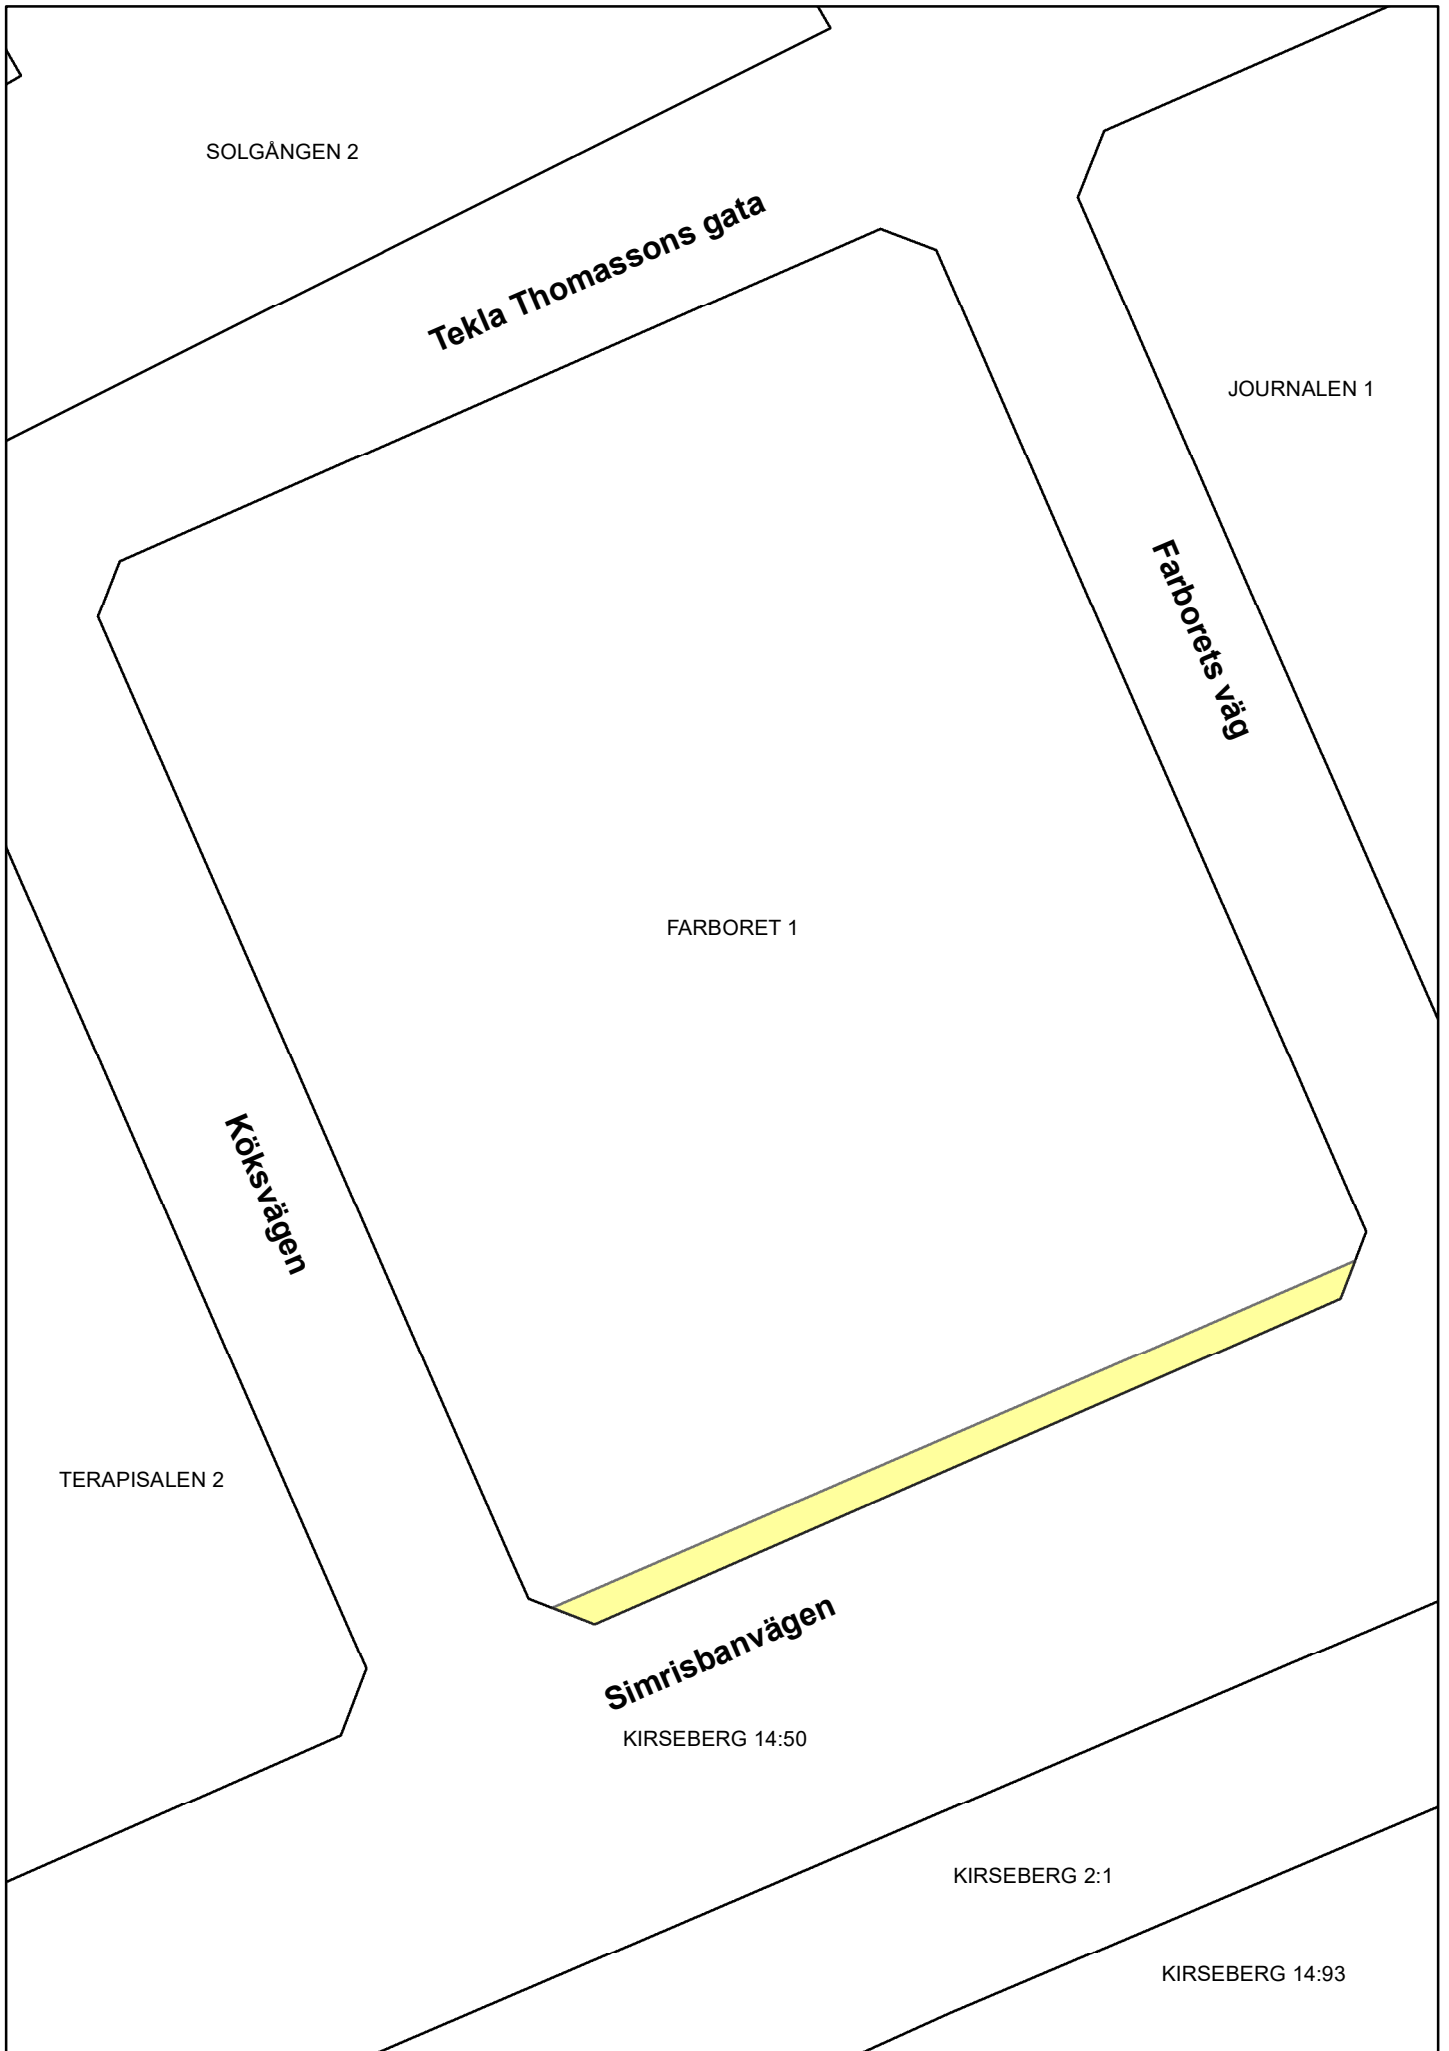 SOLGÅNGEN 2
Tekla Thomassons gata
JOURNALEN 1
Farborets väg
FARBORET 1
Köksvägen
TERAPISALEN 2
Simrisbanvägen
KIRSEBERG 14:50
KIRSEBERG 2:1
KIRSEBERG 14:93